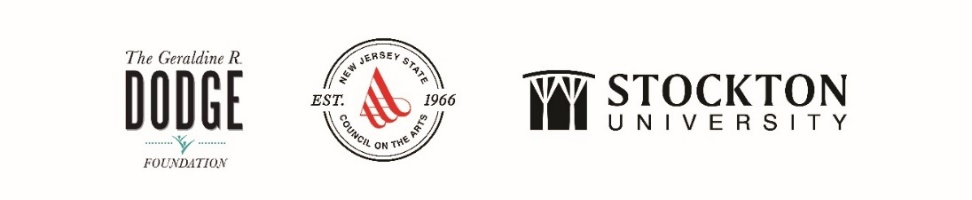 The Geraldine R.
DODGE
FOUNDATION
NEW JERSEY STATE
EST. 1966
COUNCIL ON THE ARTS
STOCKTON
UNIVERSITY